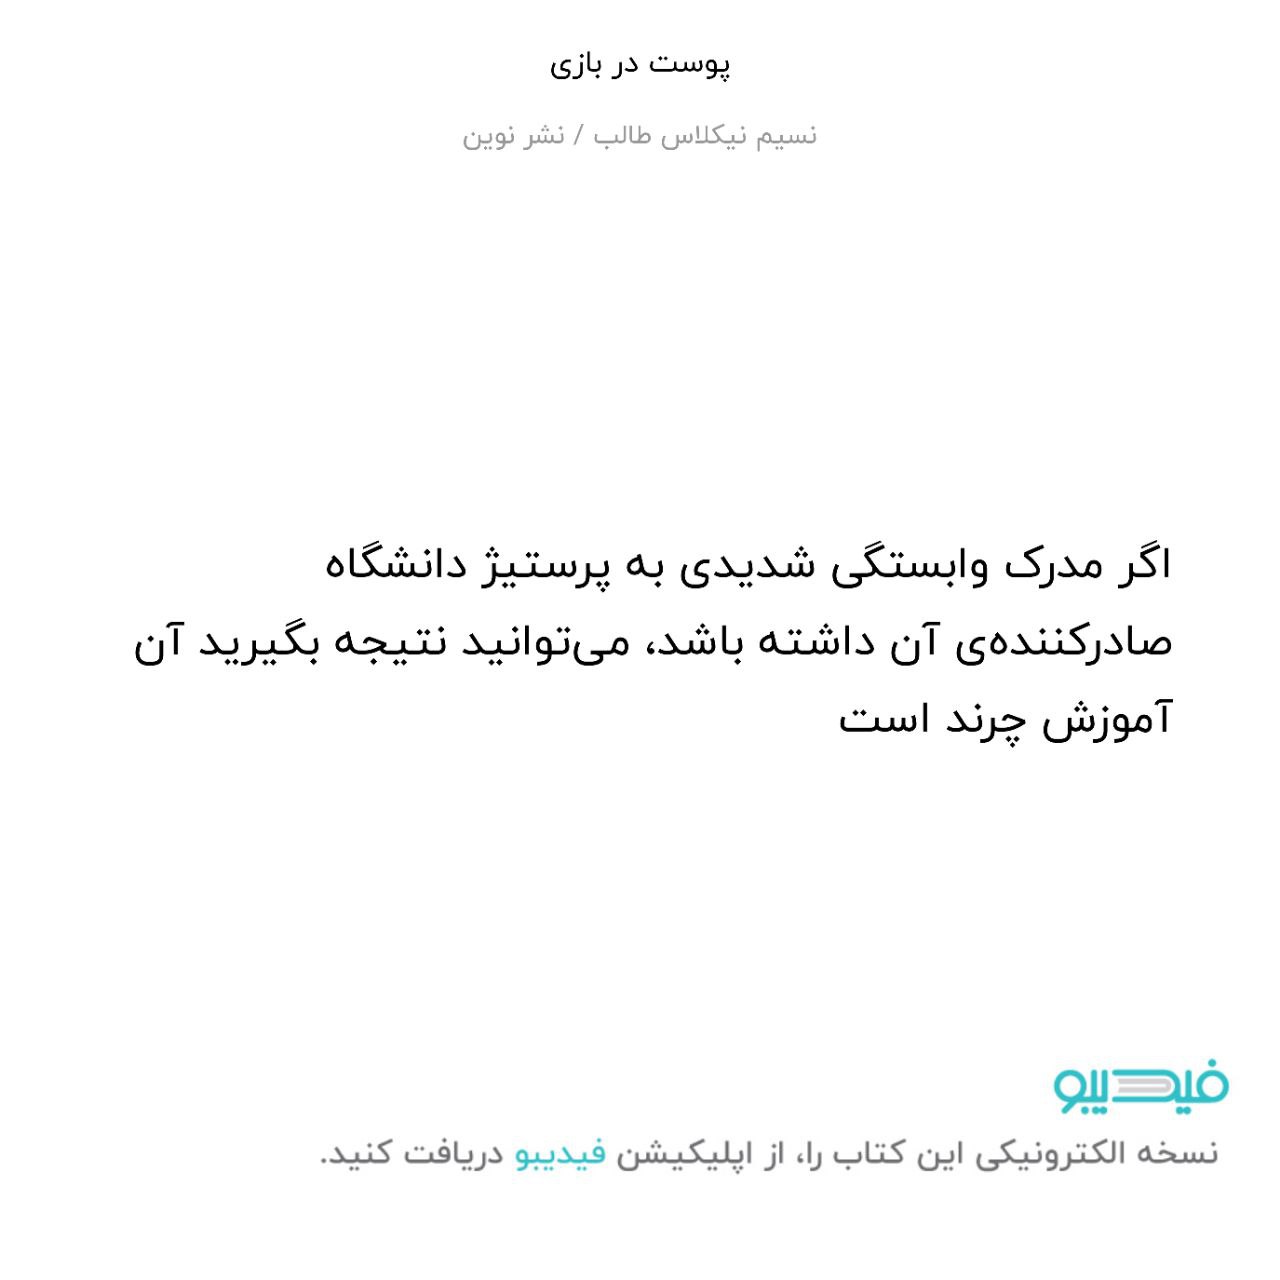 پوست در بازی
نسیم نیکلاس طالب / نشر نوین
اگر مدرک وابستگی شدیدی به پرستیژ دانشگاه
صادرکننده‌ی آن داشته باشد، می‌توانید نتیجه بگیرید آن
آموزش چرند است
فیدیبو
نسخه الکترونیکی این کتاب را، از اپلیکیشن فیدیبو دریافت کنید.